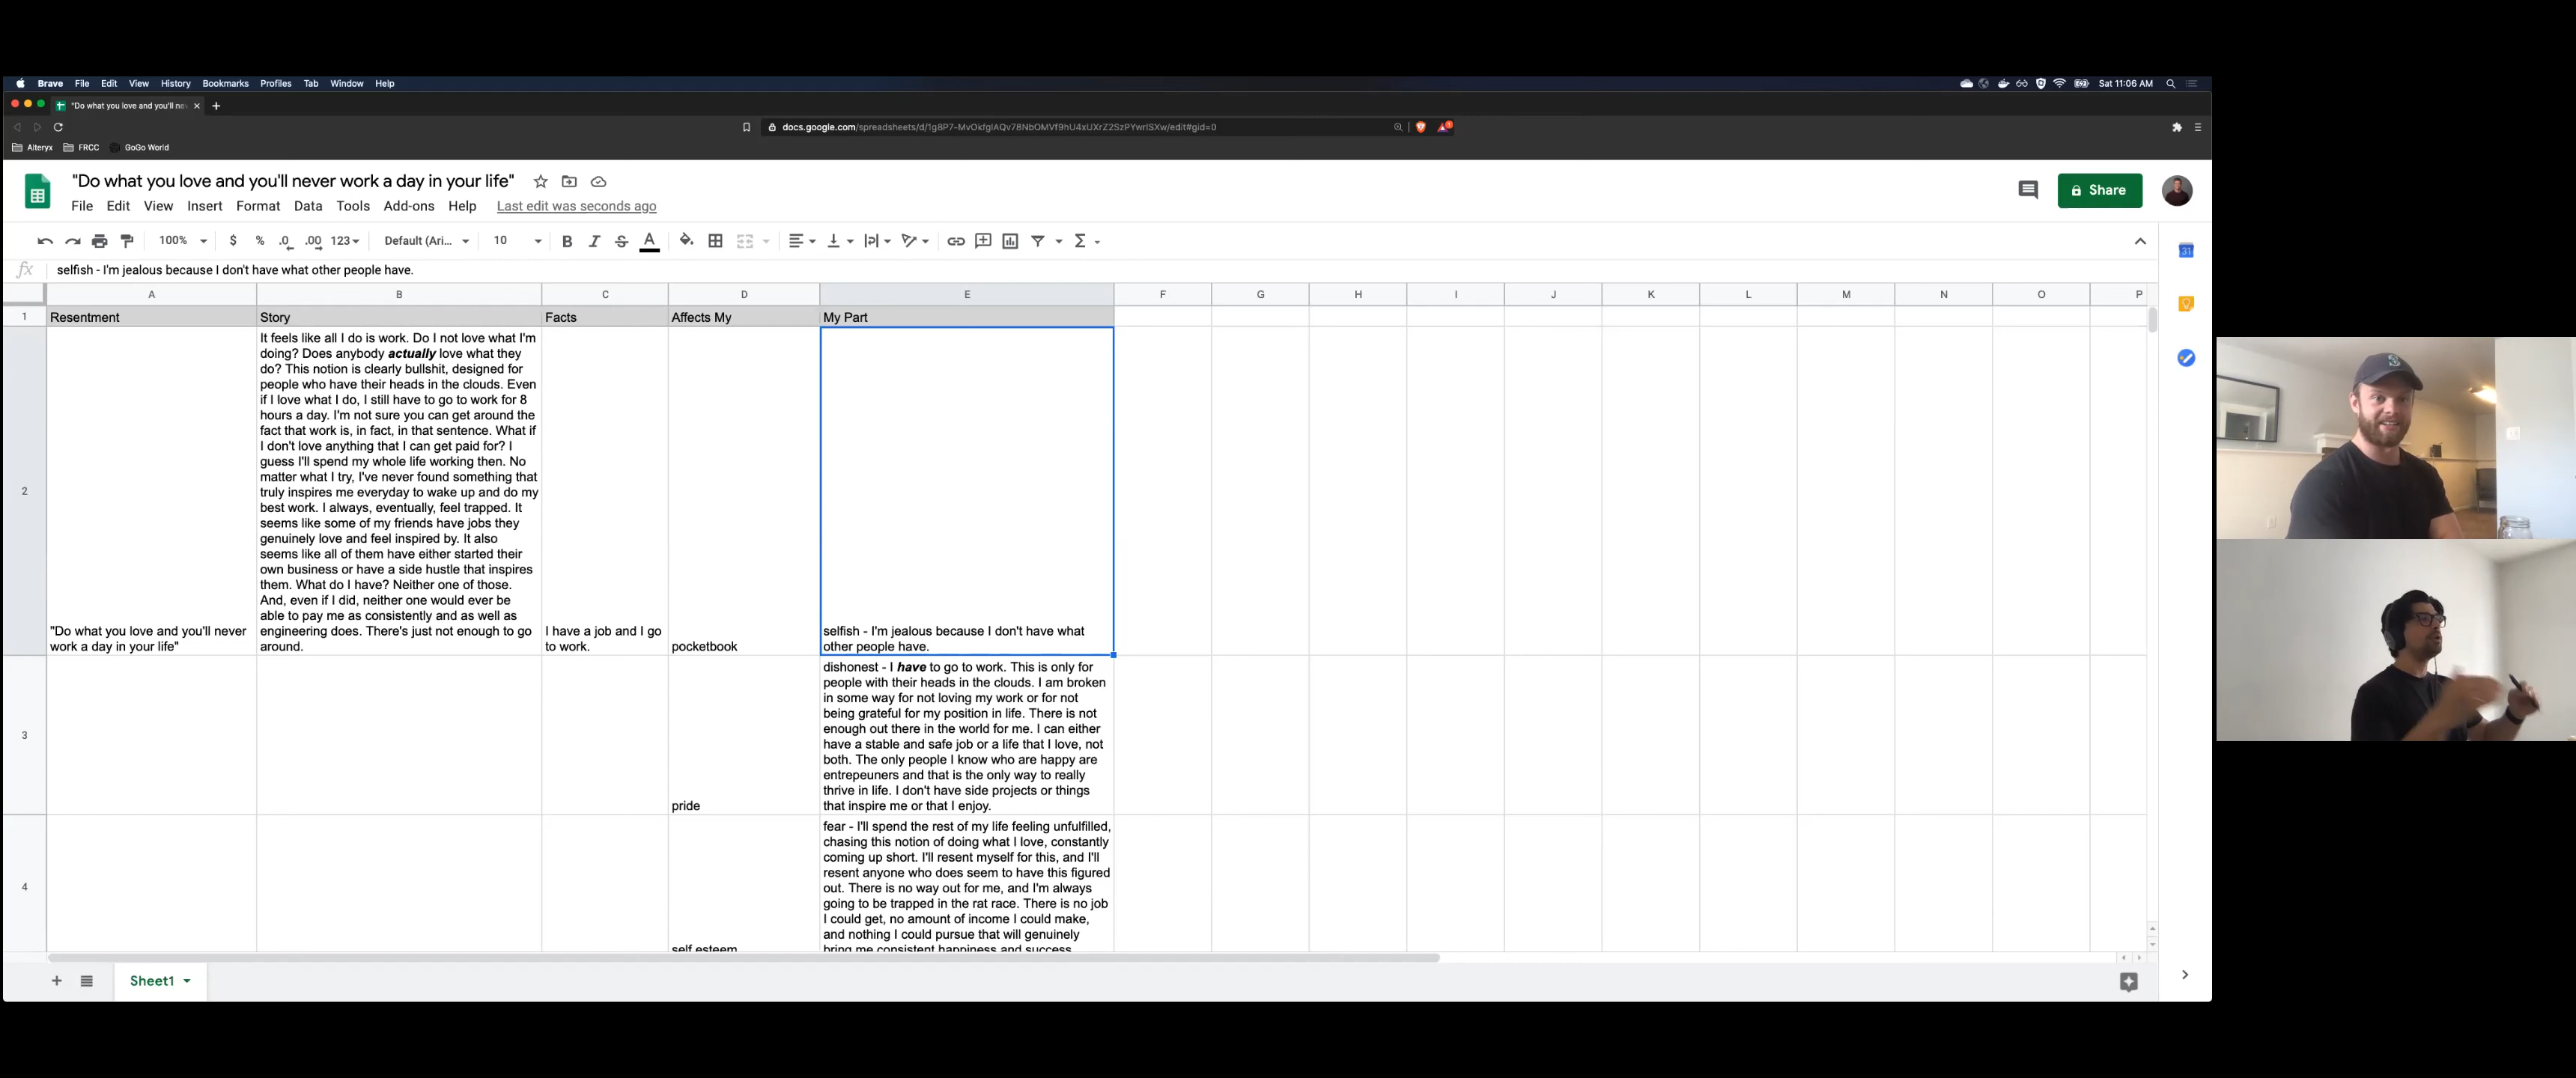 Brave File Edit View History Bookmarks Profiles Tab Window Help
Sat 11:06 AM
"Do what you love and you'll nev
docs.google.com/spreadsheets/d/
Alteryx FRCC GoGo World
"Do what you love and you'll never work a day in your life"
File Edit View Insert Format Data Tools Add-ons Help Last edit was seconds ago
Share
100% $ % .0 .00 123 Default (Ari... 10 B I S A
31
fx selfish - I'm jealous because I don't have what other people have.
A B C D E F G H I J K L M N O P
1 Resentment Story Facts Affects My My Part
2
"Do what you love and you'll never
work a day in your life"
It feels like all I do is work. Do I not love what I'm
doing? Does anybody actually love what they
do? This notion is clearly bullshit, designed for
people who have their heads in the clouds. Even
if I love what I do, I still have to go to work for 8
hours a day. I'm not sure you can get around the
fact that work is, in fact, in that sentence. What if
I don't love anything that I can get paid for? I
guess I'll spend my whole life working then. No
matter what I try, I've never found something that
truly inspires me everyday to wake up and do my
best work. I always, eventually, feel trapped. It
seems like some of my friends have jobs they
genuinely love and feel inspired by. It also
seems like all of them have either started their
own business or have a side hustle that inspires
them. What do I have? Neither one of those.
And, even if I did, neither one would ever be
able to pay me as consistently and as well as
engineering does. There's just not enough to go
around.
I have a job and I go
to work.
pocketbook
selfish - I'm jealous because I don't have what
other people have.
3
pride
dishonest - I have to go to work. This is only for
people with their heads in the clouds. I am broken
in some way for not loving my work or for not
being grateful for my position in life. There is not
enough out there in the world for me. I can either
have a stable and safe job or a life that I love, not
both. The only people I know who are happy are
entrepeuners and that is the only way to really
thrive in life. I don't have side projects or things
that inspire me or that I enjoy.
4
self esteem
fear - I'll spend the rest of my life feeling unfulfilled,
chasing this notion of doing what I love, constantly
coming up short. I'll resent myself for this, and I'll
resent anyone who does seem to have this figured
out. There is no way out for me, and I'm always
going to be trapped in the rat race. There is no job
I could get, no amount of income I could make,
and nothing I could pursue that will genuinely
bring me consistent happiness and success
Sheet1